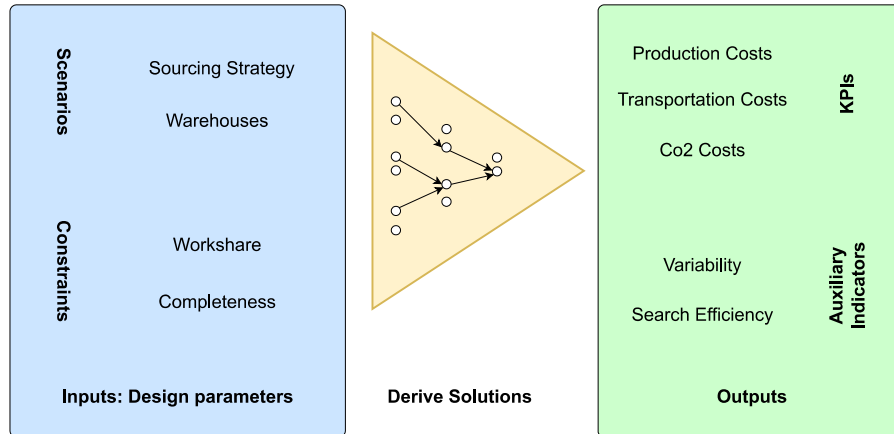 Scenarios
Sourcing Strategy
Warehouses
Constraints
Workshare
Completeness
Inputs: Design parameters
Derive Solutions
Production Costs
Transportation Costs
Co2 Costs
KPIs
Variability
Search Efficiency
Auxiliary
Indicators
Outputs